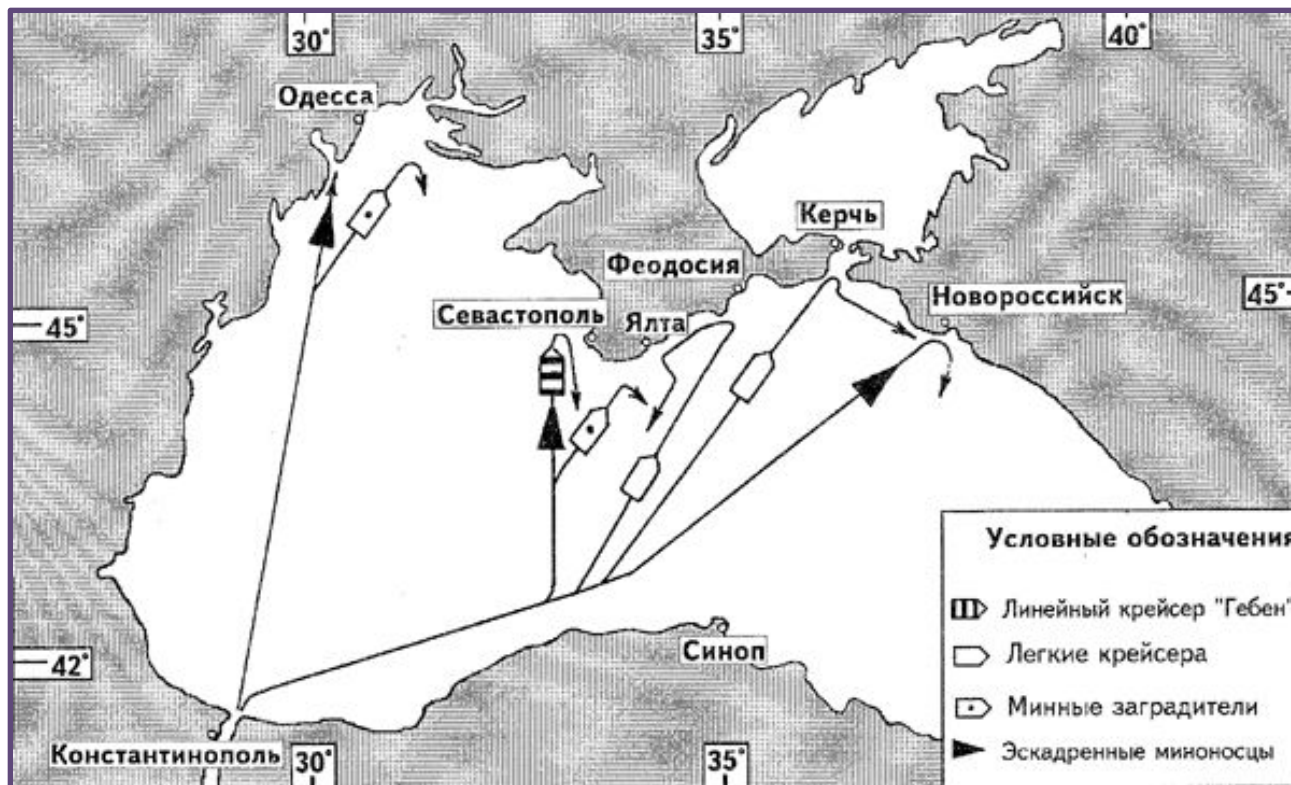 30°
35°
40°
Одесса
Керчь
Феодосия
Новороссийск
45°
45°
Севастополь
Ялта
Условные обозначения
Линейный крейсер "Гебен"
Легкие крейсера
Минные заградители
Эскадренные миноносцы
Синоп
42°
Константинополь
30°
35°